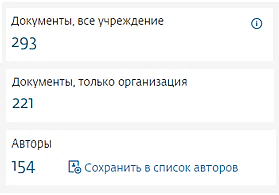 Документы, все учреждение
293
Документы, только организация
221
Авторы
154 Сохранить в список авторов